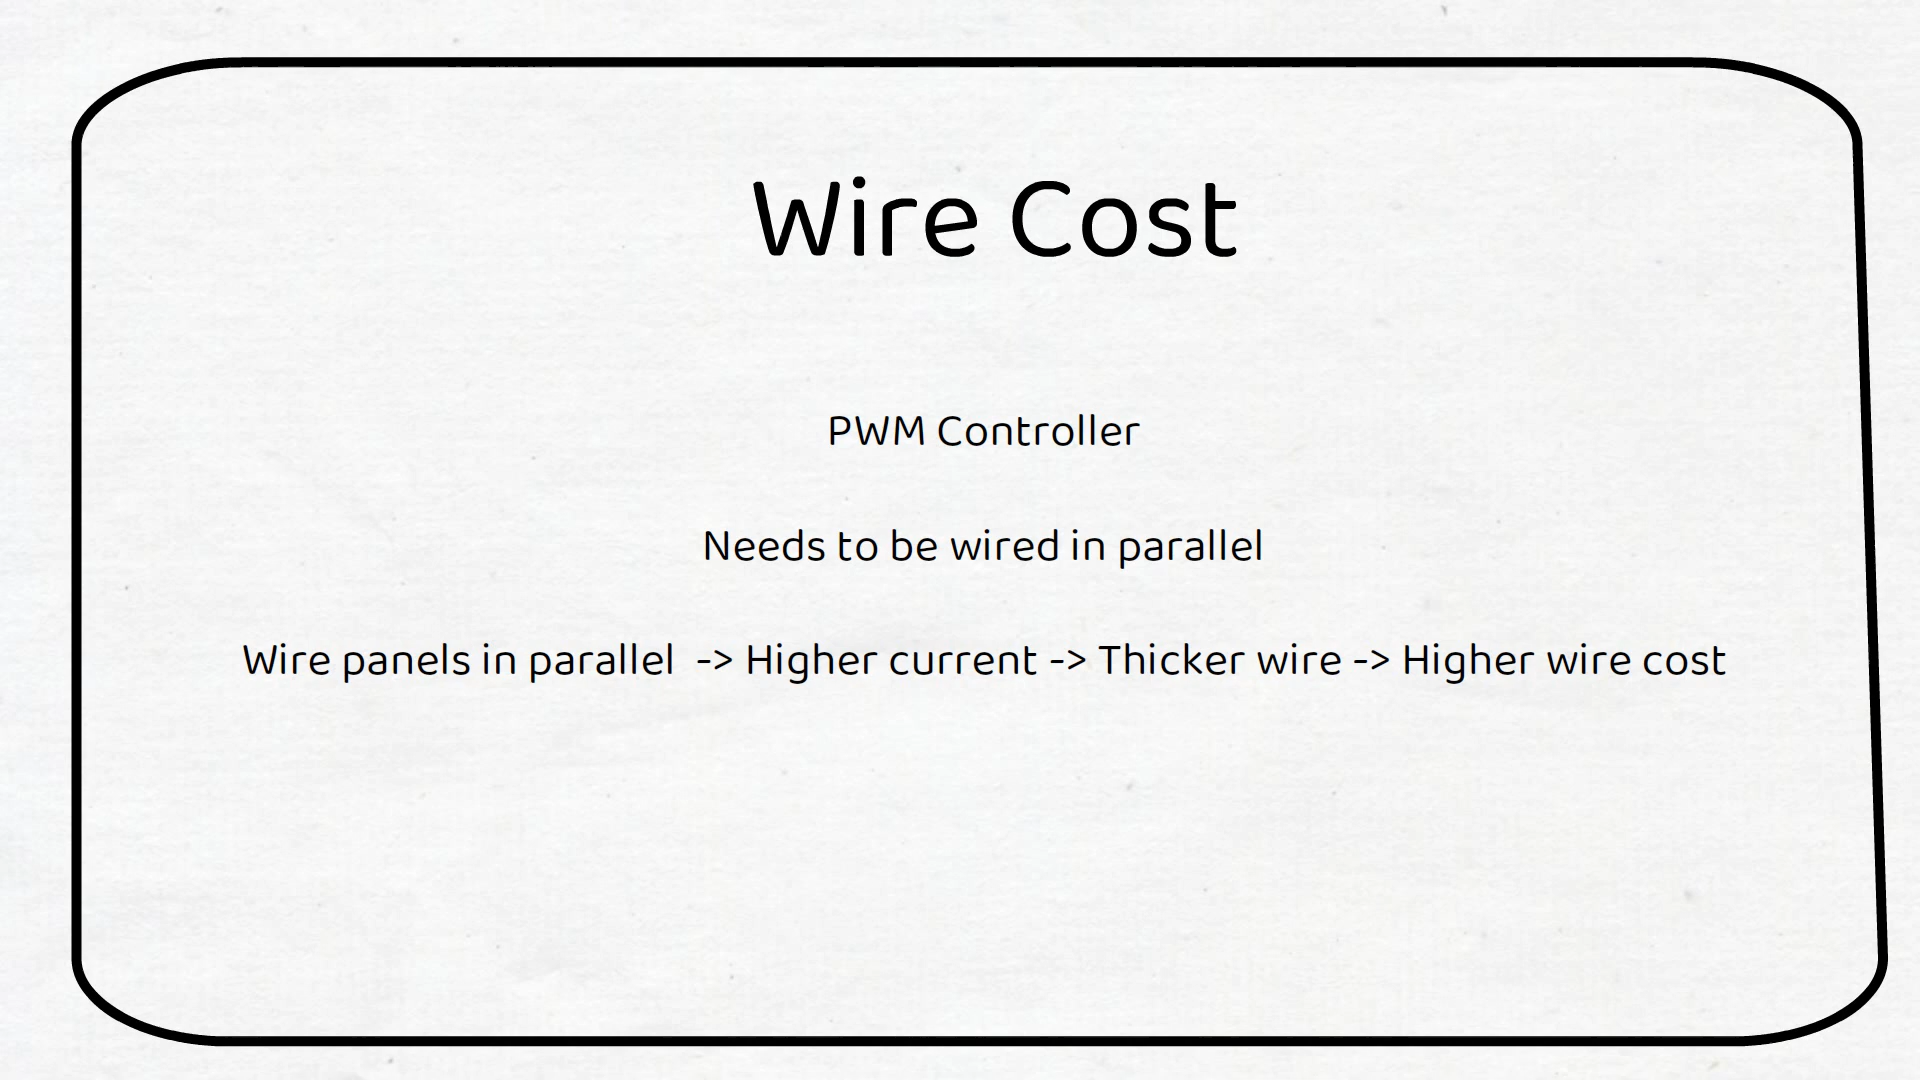 Wire Cost
PWM Controller
Needs to be wired in parallel
Wire panels in parallel -> Higher current -> Thicker wire -> Higher wire cost